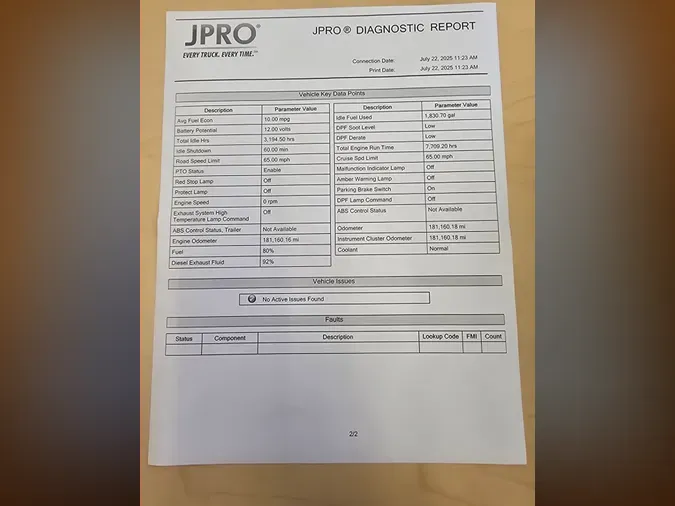 JPRO®
EVERY TRUCK. EVERY TIME.™
JPRO® DIAGNOSTIC REPORT
Connection Date: July 22, 2025 11:23 AM
Print Date: July 22, 2025 11:23 AM
Vehicle Key Data Points
Description Parameter Value
Avg Fuel Econ 10.00 mpg
Battery Potential 12.00 volts
Total Idle Hrs 3,194.50 hrs
Idle Shutdown 60.00 min
Road Speed Limit 65.00 mph
PTO Status Enable
Red Stop Lamp Off
Protect Lamp Off
Engine Speed 0 rpm
Exhaust System High Off
Temperature Lamp Command
ABS Control Status, Trailer Not Available
Engine Odometer 181,160.16 mi
Fuel 80%
Diesel Exhaust Fluid 92%
Description Parameter Value
Idle Fuel Used 1,830.70 gal
DPF Soot Level Low
DPF Derate Low
Total Engine Run Time 7,709.20 hrs
Cruise Spd Limit 65.00 mph
Malfunction Indicator Lamp Off
Amber Warning Lamp Off
Parking Brake Switch On
DPF Lamp Command Off
ABS Control Status Not Available
Odometer 181,160.18 mi
Instrument Cluster Odometer 181,160.18 mi
Coolant Normal
Vehicle Issues
No Active Issues Found
Faults
Status Component Description Lookup Code FMI Count
2/2